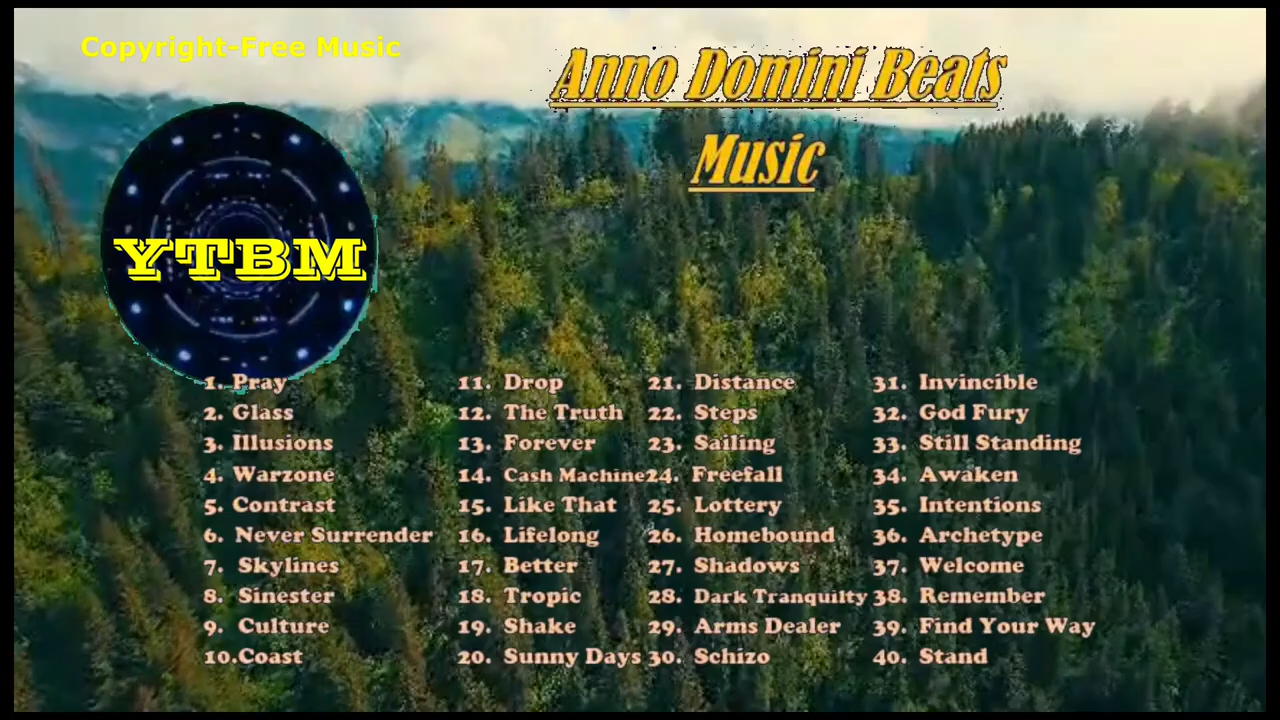 Copyright-Free Music
Anno Domini Beats
Music
YTBM
1. Pray
2. Glass
3. Illusions
4. Warzone
5. Contrast
6. Never Surrender
7. Skylines
8. Sinester
9. Culture
10.Coast
11. Drop
12. The Truth
13. Forever
14. Cash Machine
15. Like That
16. Lifelong
17. Better
18. Tropic
19. Shake
20. Sunny Days
21. Distance
22. Steps
23. Sailing
24. Freefall
25. Lottery
26. Homebound
27. Shadows
28. Dark Tranquilty
29. Arms Dealer
30. Schizo
31. Invincible
32. God Fury
33. Still Standing
34. Awaken
35. Intentions
36. Archetype
37. Welcome
38. Remember
39. Find Your Way
40. Stand